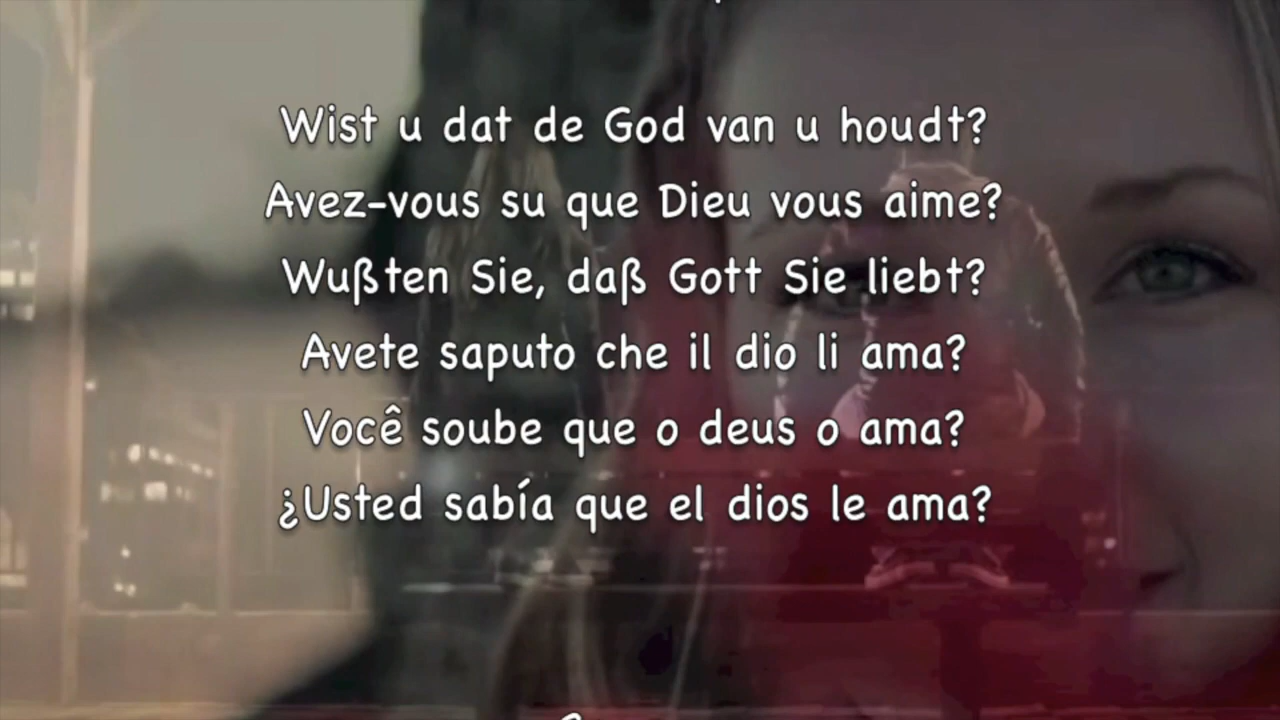 Wist u dat de God van u houdt?
Avez-vous su que Dieu vous aime?
Wußten Sie, daß Gott Sie liebt?
Avete saputo che il dio li ama?
Você soube que o deus o ama?
¿Usted sabía que el dios le ama?